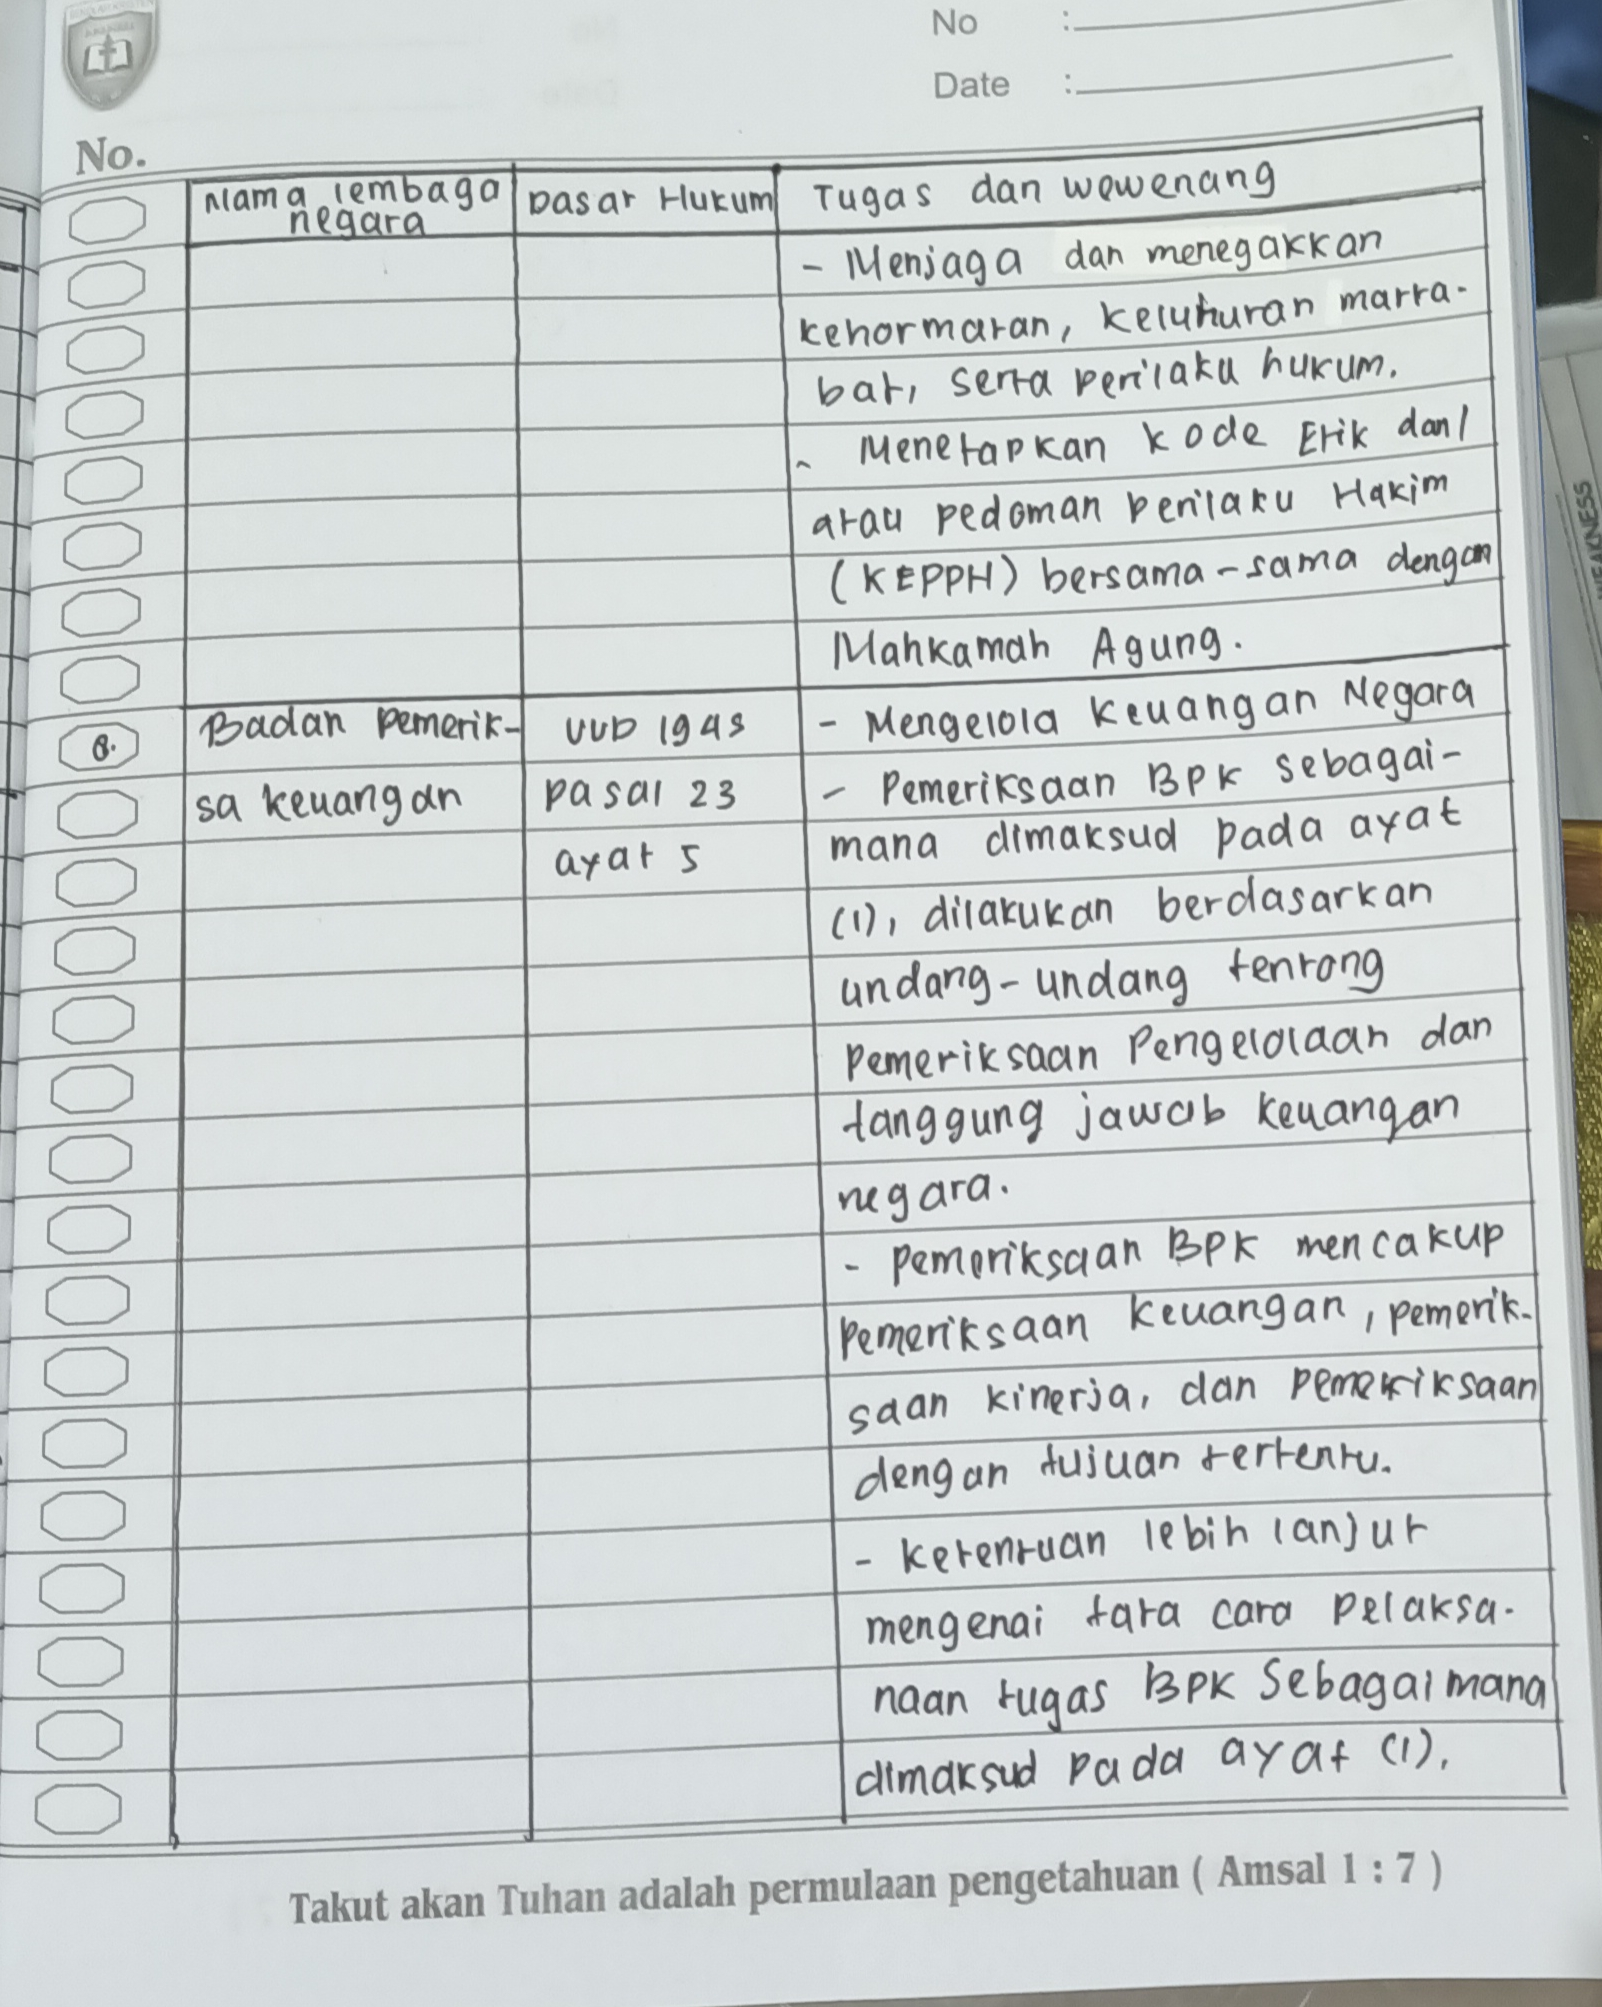 No :
Date :
No.
Nama lembaga negara | Dasar Hukum | Tugas dan wewenang
- Menjaga dan menegakkan
kehormatan, keluhuran marta-
bat, serta perilaku hukum.
- Menetapkan kode Etik dan/
atau pedoman perilaku Hakim
(KEPPH) bersama-sama dengan
Mahkamah Agung.
8. Badan Pemerik- | UUD 1945 | - Mengelola keuangan Negara
sa keuangan | pasal 23 | - Pemeriksaan BPK sebagai-
ayat 5 | mana dimaksud pada ayat
(1), dilakukan berdasarkan
undang-undang tentang
pemeriksaan Pengelolaan dan
tanggung jawab keuangan
negara.
- pemeriksaan BPK mencakup
pemeriksaan keuangan, pemerik-
saan kinerja, dan pemeriksaan
dengan tujuan tertentu.
- ketentuan lebih lanjut
mengenai tata cara pelaksa-
naan tugas BPK Sebagaimana
dimaksud pada ayat (1).
Takut akan Tuhan adalah permulaan pengetahuan ( Amsal 1 : 7 )